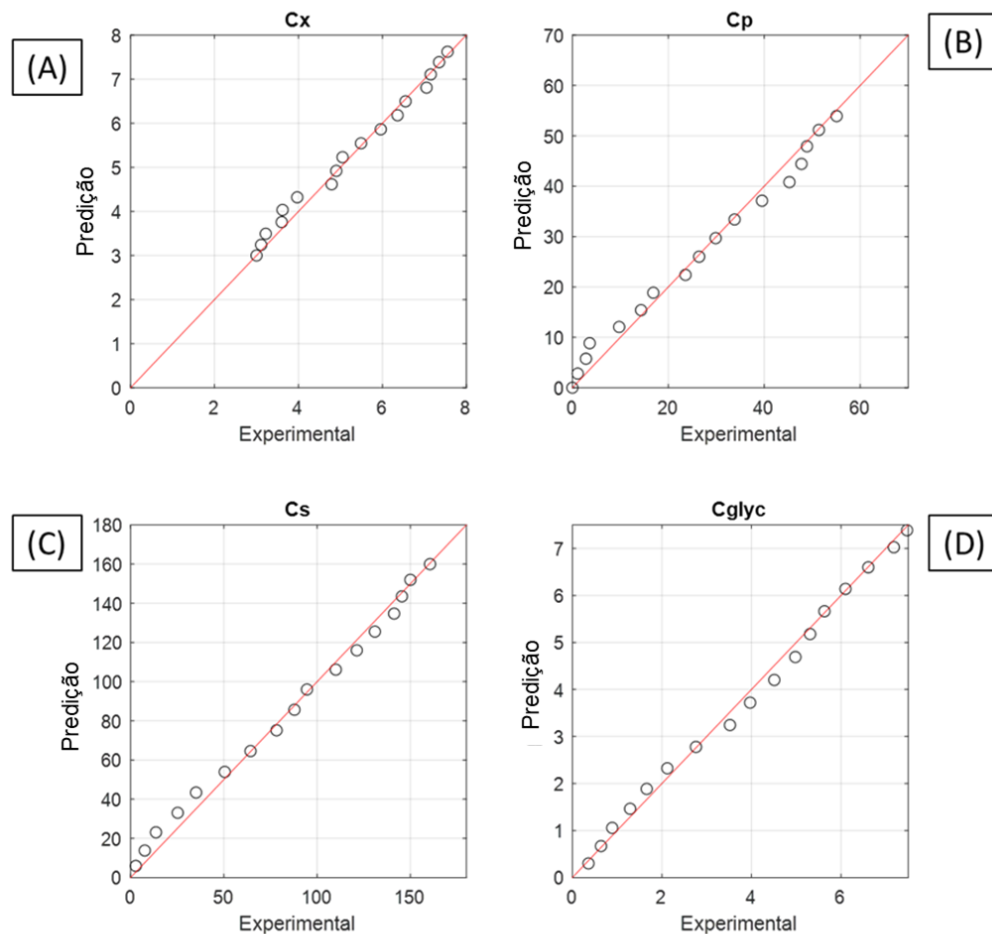 Cx
(A)
8
7
6
5
4
3
2
1
0
Predição
0 2 4 6 8
Experimental
Cp
(B)
70
60
50
40
30
20
10
0
Predição
0 20 40 60
Experimental
Cs
(C)
180
160
140
120
100
80
60
40
20
0
Predição
0 50 100 150
Experimental
Cglyc
(D)
7
6
5
4
3
2
1
0
Predição
0 2 4 6
Experimental